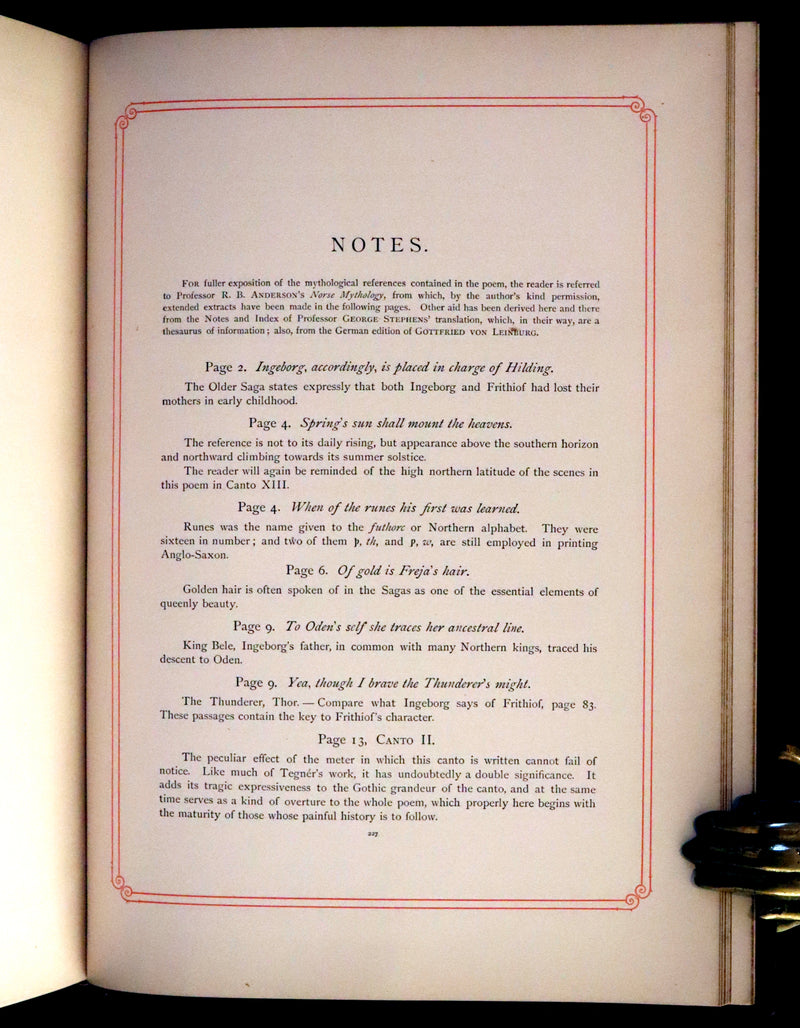 NOTES.
FOR fuller exposition of the mythological references contained in the poem, the reader is referred
to Professor R. B. ANDERSON'S Norse Mythology, from which, by the author's kind permission,
extended extracts have been made in the following pages. Other aid has been derived here and there
from the Notes and Index of Professor GEORGE STEPHENS' translation, which, in their way, are a
thesaurus of information; also, from the German edition of GOTTFRIED VON LEINBURG.
Page 2. Ingeborg, accordingly, is placed in charge of Hilding.
The Older Saga states expressly that both Ingeborg and Frithiof had lost their
mothers in early childhood.
Page 4. Spring's sun shall mount the heavens.
The reference is not to its daily rising, but appearance above the southern horizon
and northward climbing towards its summer solstice.
The reader will again be reminded of the high northern latitude of the scenes in
this poem in Canto XIII.
Page 4. When of the runes his first was learned.
Runes was the name given to the futhorc or Northern alphabet. They were
sixteen in number; and two of them þ, th, and ƿ, w, are still employed in printing
Anglo-Saxon.
Page 6. Of gold is Freja's hair.
Golden hair is often spoken of in the Sagas as one of the essential elements of
queenly beauty.
Page 9. To Oden's self she traces her ancestral line.
King Bele, Ingeborg's father, in common with many Northern kings, traced his
descent to Oden.
Page 9. Yea, though I brave the Thunderer's might.
The Thunderer, Thor. — Compare what Ingeborg says of Frithiof, page 83.
These passages contain the key to Frithiof's character.
Page 13, CANTO II.
The peculiar effect of the meter in which this canto is written cannot fail of
notice. Like much of Tegnér's work, it has undoubtedly a double significance. It
adds its tragic expressiveness to the Gothic grandeur of the canto, and at the same
time serves as a kind of overture to the whole poem, which properly here begins with
the maturity of those whose painful history is to follow.
227